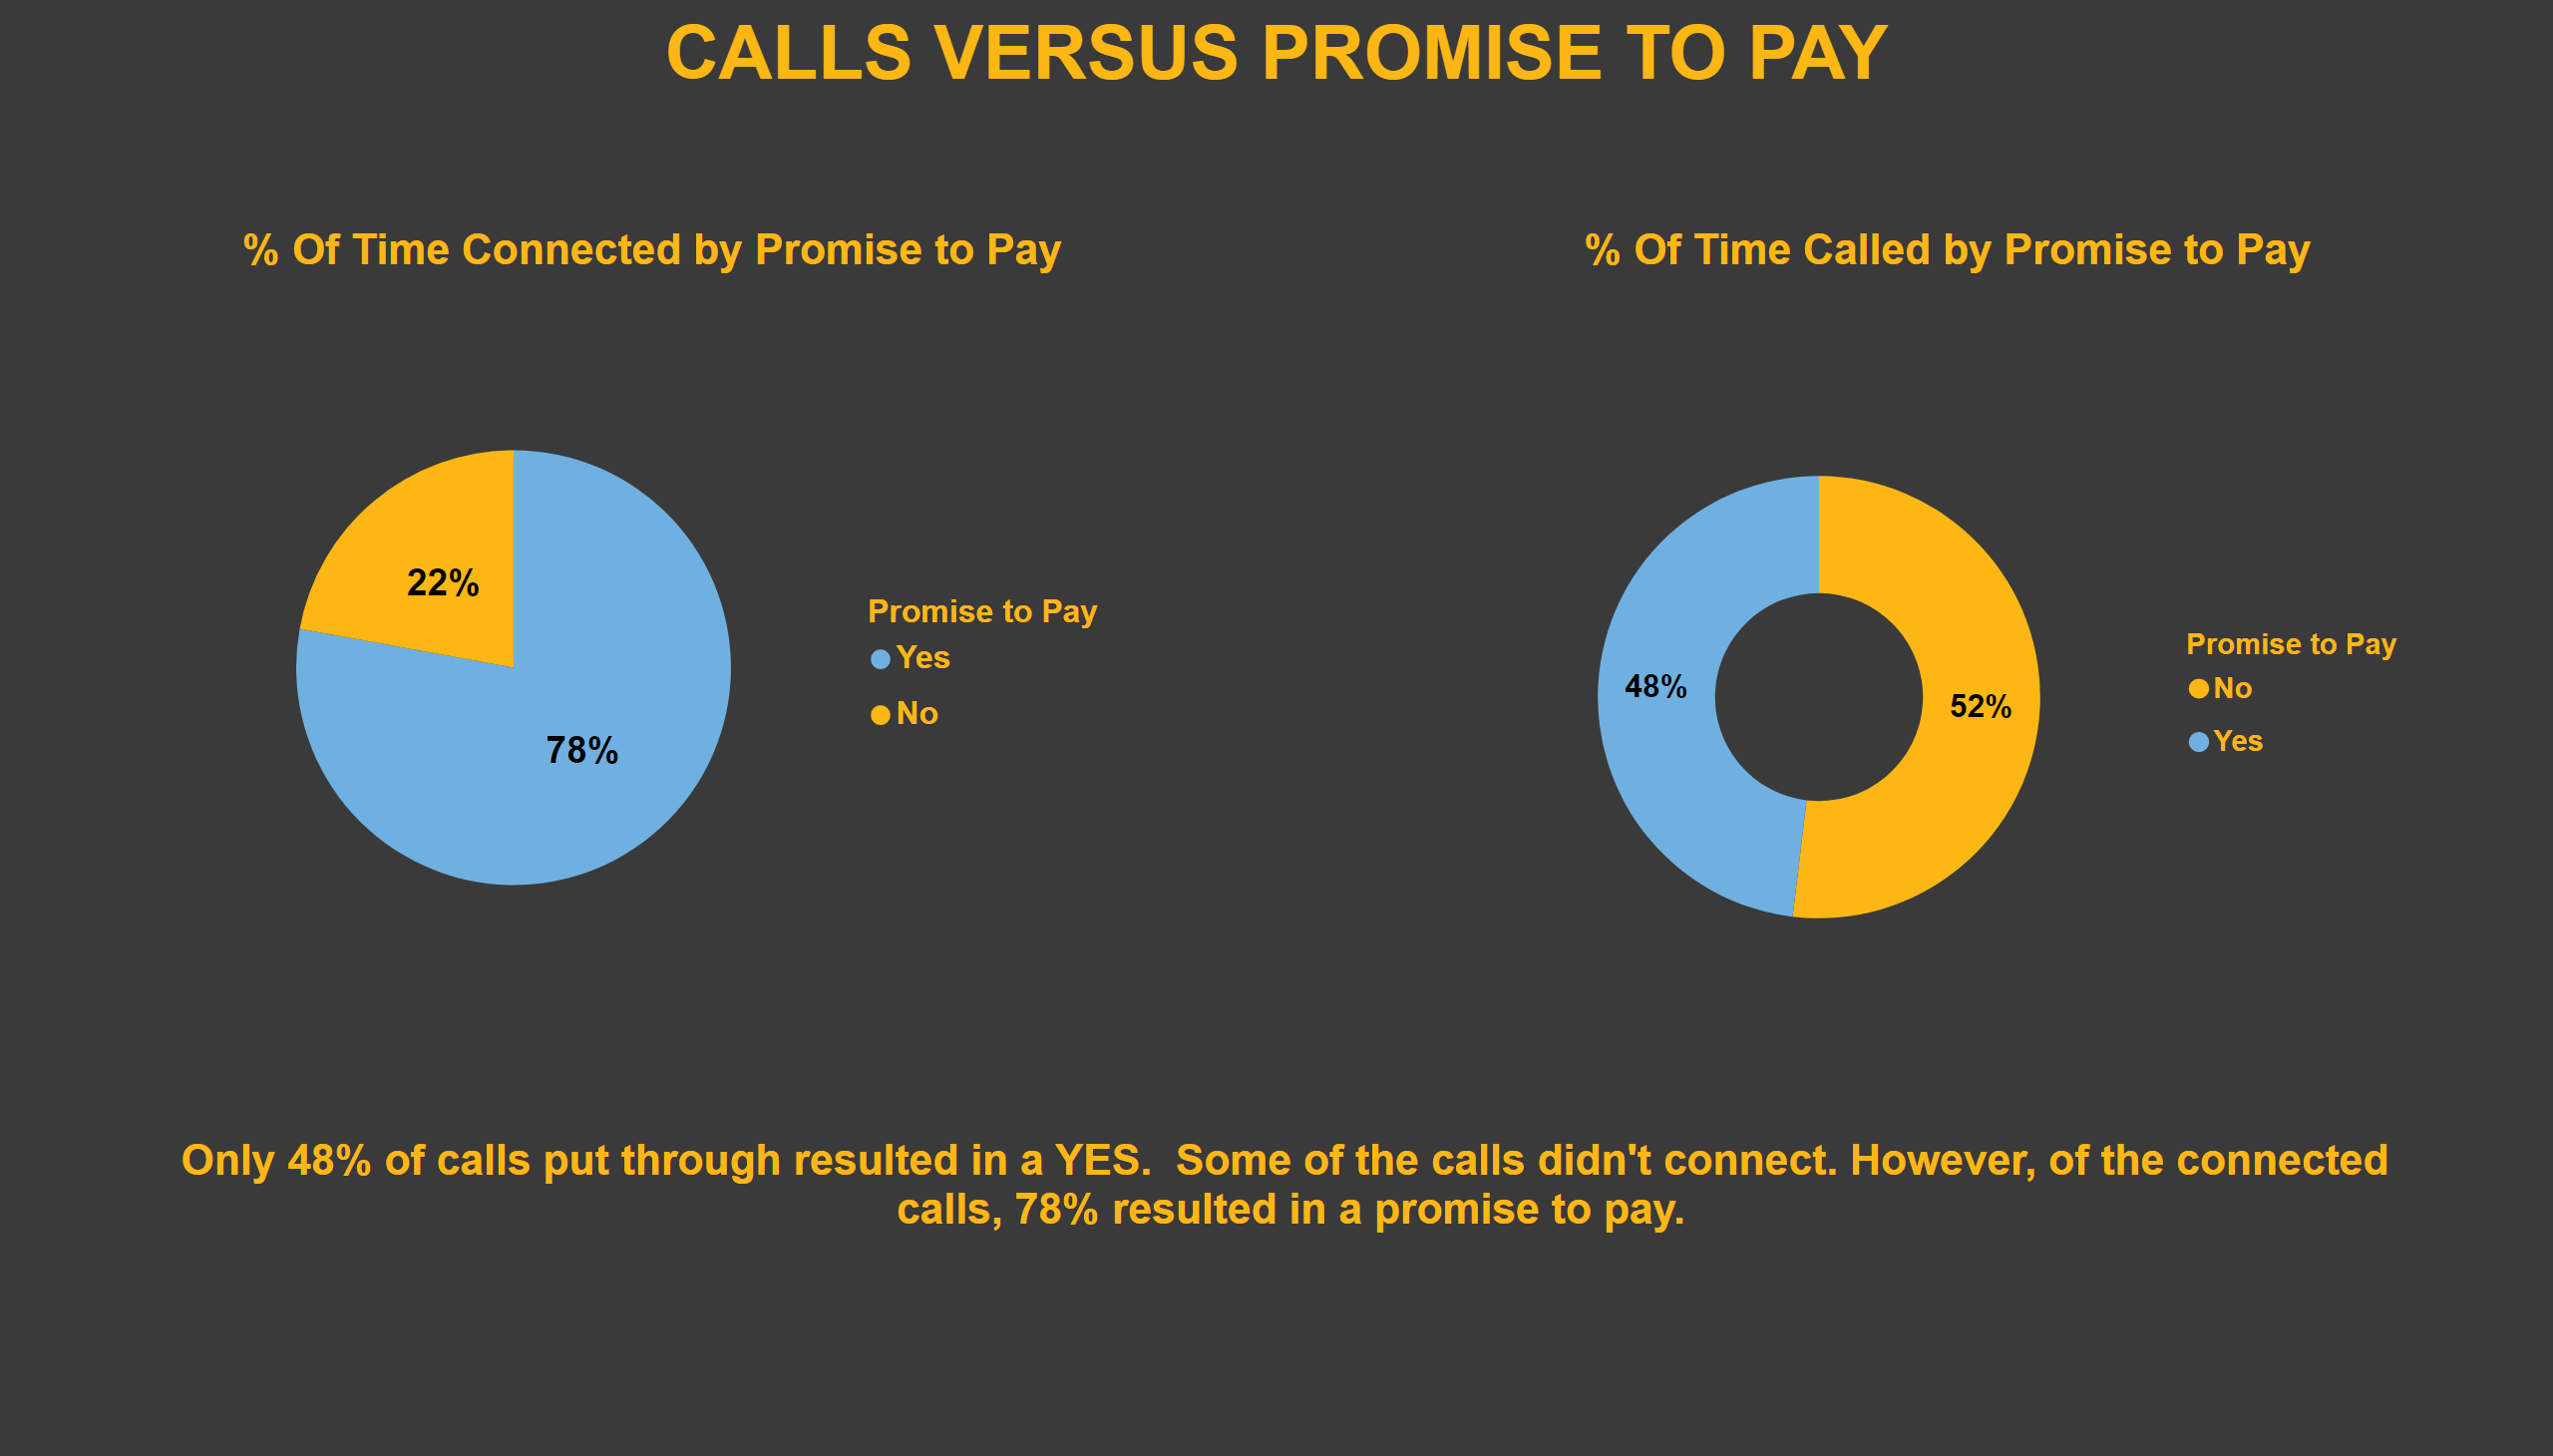 CALLS VERSUS PROMISE TO PAY
% Of Time Connected by Promise to Pay
22%
78%
Promise to Pay
Yes
No
% Of Time Called by Promise to Pay
48%
52%
Promise to Pay
No
Yes
Only 48% of calls put through resulted in a YES.  Some of the calls didn't connect. However, of the connected
calls, 78% resulted in a promise to pay.